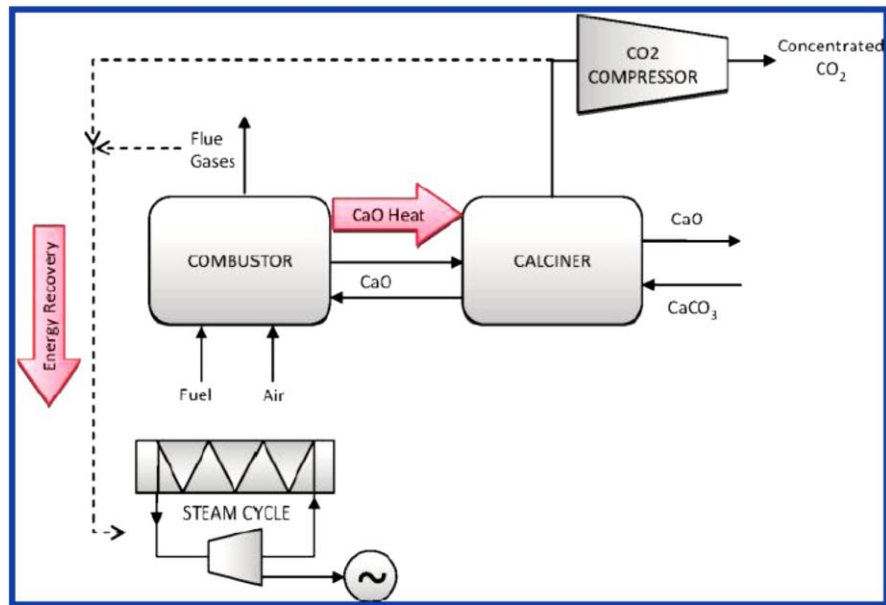 CO2
COMPRESSOR
Concentrated
CO₂
Flue
Gases
CaO Heat
COMBUSTOR
CALCINER
CaO
CaO
CaCO₃
Energy Recovery
Fuel
Air
STEAM CYCLE
~